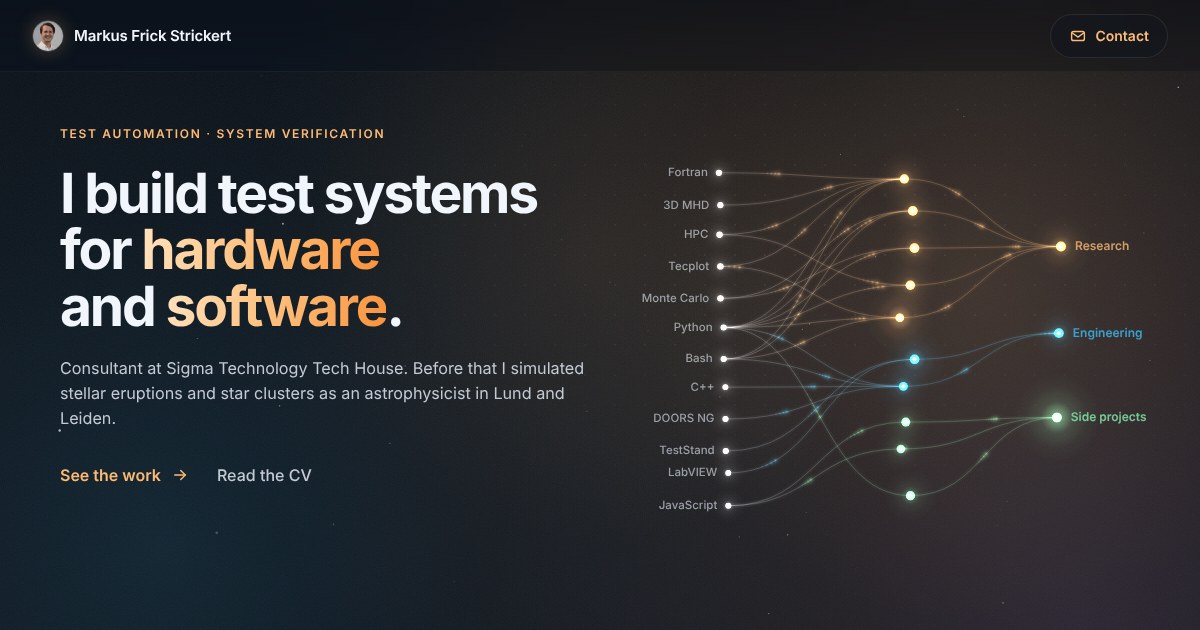 Markus Frick Strickert
Contact
TEST AUTOMATION · SYSTEM VERIFICATION
I build test systems
for hardware
and software.
Consultant at Sigma Technology Tech House. Before that I simulated
stellar eruptions and star clusters as an astrophysicist in Lund and
Leiden.
See the work →
Read the CV
Fortran
3D MHD
HPC
Tecplot
Monte Carlo
Python
Bash
C++
DOORS NG
TestStand
LabVIEW
JavaScript
Research
Engineering
Side projects